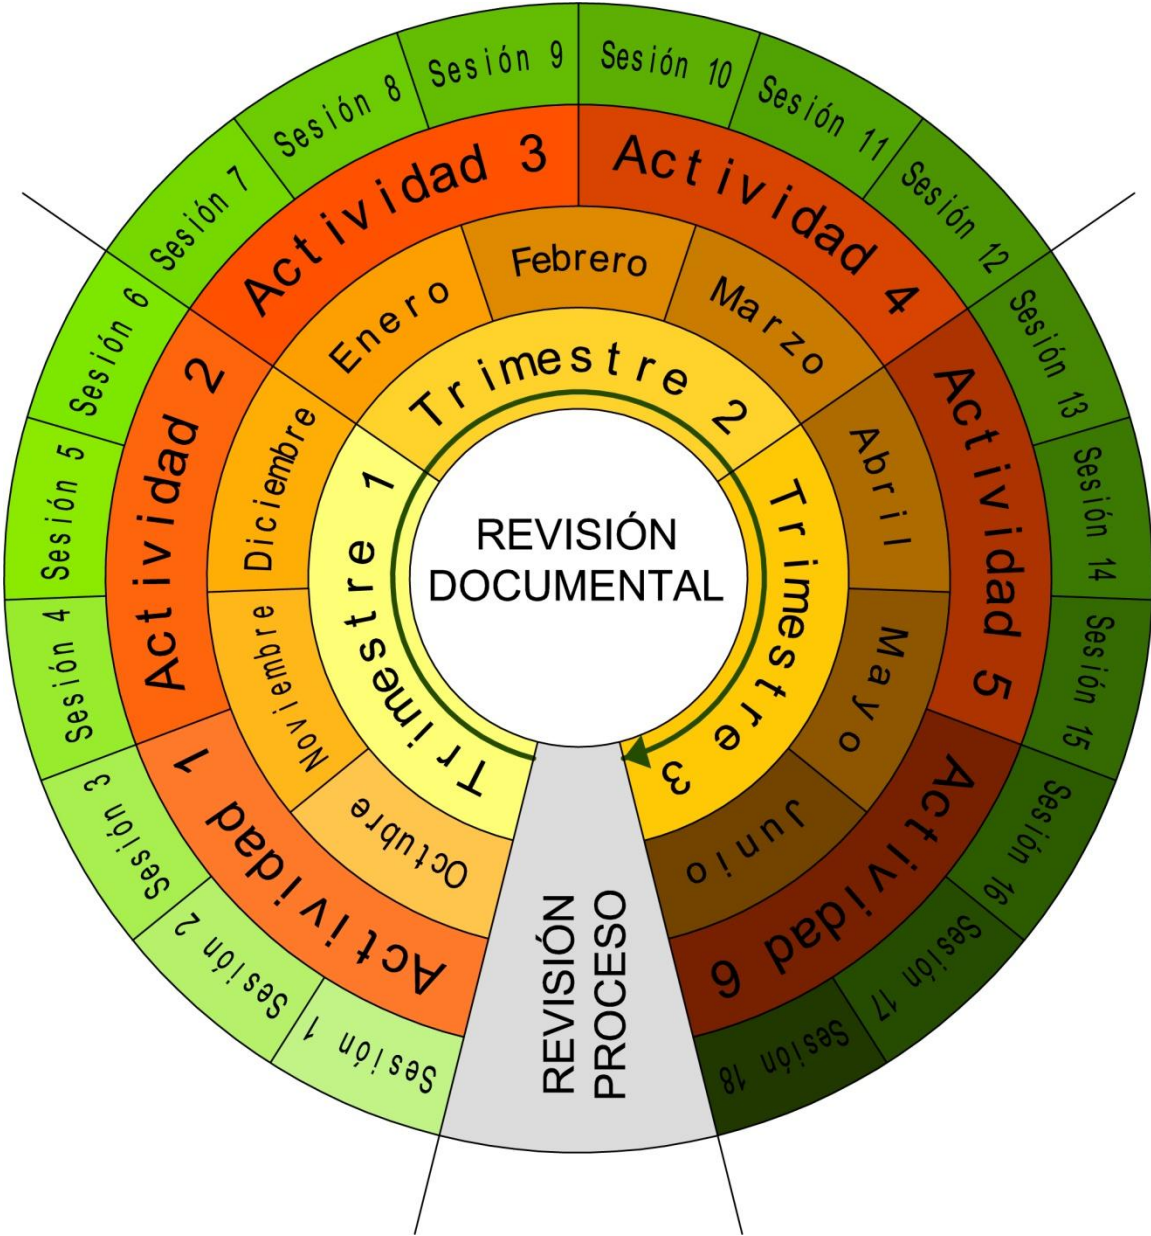 REVISIÓN
DOCUMENTAL
REVISIÓN
PROCESO
Trimestre 1
Trimestre 2
Trimestre 3
Octubre
Noviembre
Diciembre
Enero
Febrero
Marzo
Abril
Mayo
Junio
Actividad 1
Actividad 2
Actividad 3
Actividad 4
Actividad 5
Actividad 6
Sesión 1
Sesión 2
Sesión 3
Sesión 4
Sesión 5
Sesión 6
Sesión 7
Sesión 8
Sesión 9
Sesión 10
Sesión 11
Sesión 12
Sesión 13
Sesión 14
Sesión 15
Sesión 16
Sesión 17
Sesión 18